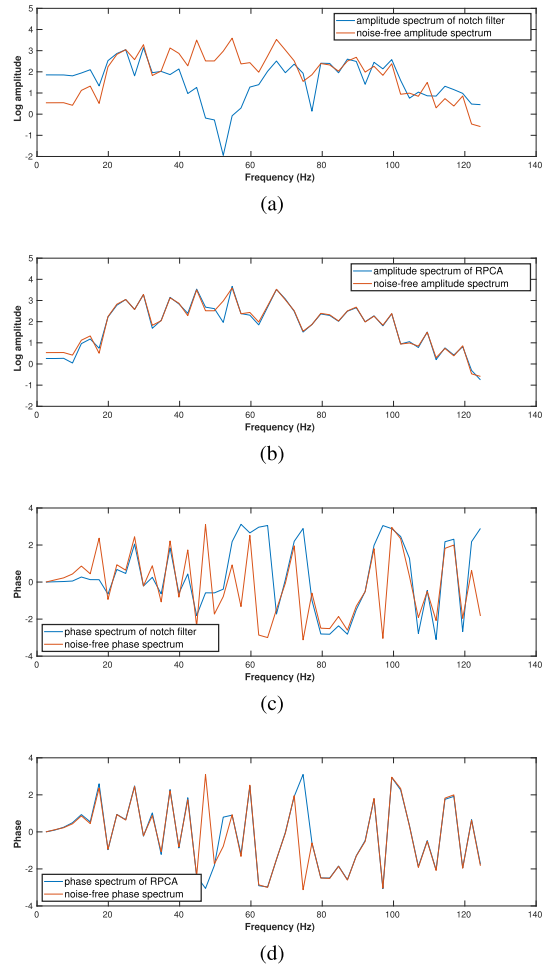 5
4
3
2
1
0
-1
-2
Log amplitude
amplitude spectrum of notch filter
noise-free amplitude spectrum
0 20 40 60 80 100 120 140
Frequency (Hz)
(a)
5
4
3
2
1
0
-1
-2
Log amplitude
amplitude spectrum of RPCA
noise-free amplitude spectrum
0 20 40 60 80 100 120 140
Frequency (Hz)
(b)
4
2
0
-2
-4
Phase
phase spectrum of notch filter
noise-free phase spectrum
0 20 40 60 80 100 120 140
Frequency (Hz)
(c)
4
2
0
-2
-4
Phase
phase spectrum of RPCA
noise-free phase spectrum
0 20 40 60 80 100 120 140
Frequency (Hz)
(d)